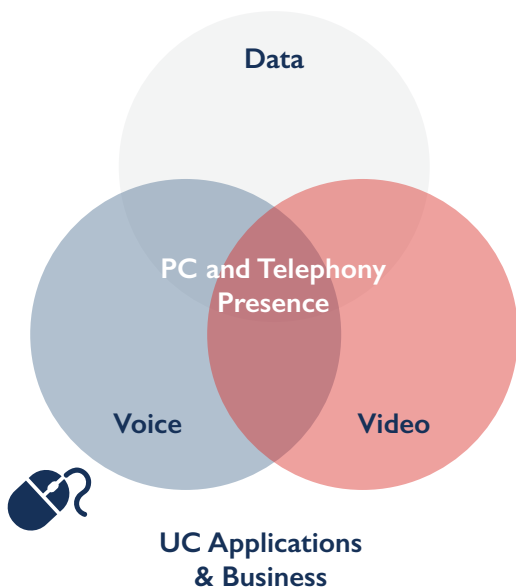 Data
PC and Telephony
Presence
Voice
Video
UC Applications
& Business